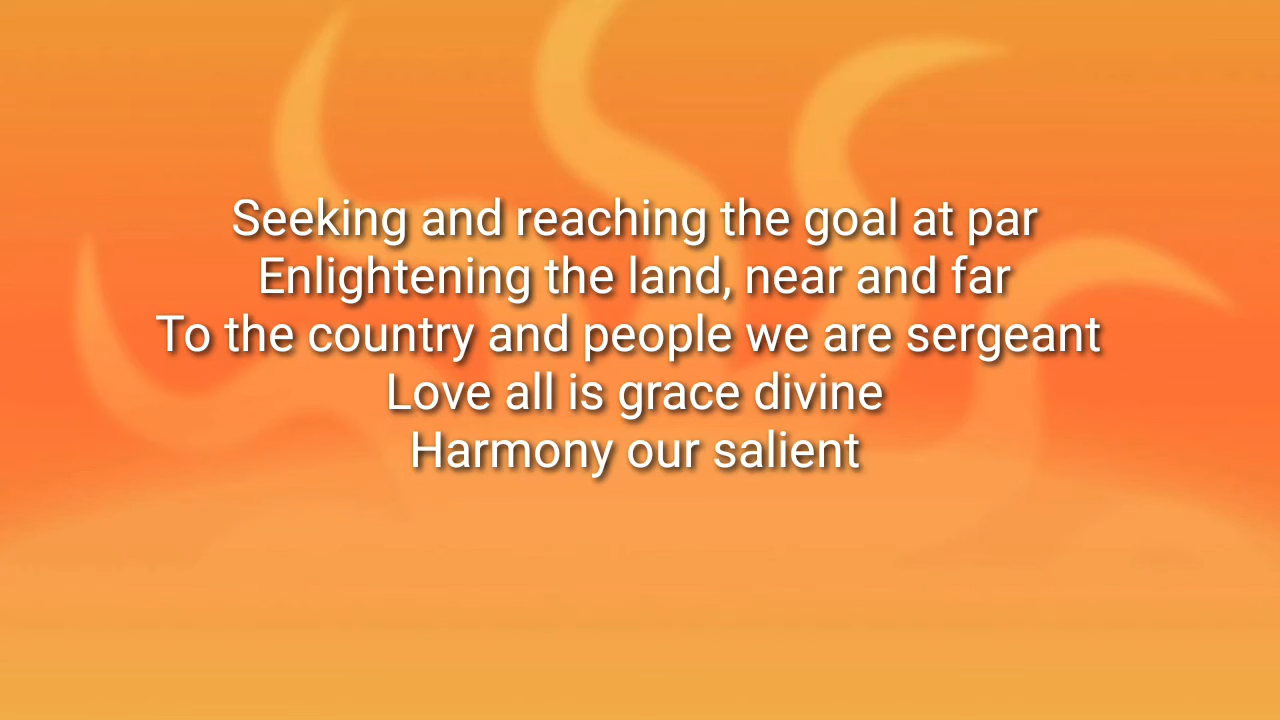 Seeking and reaching the goal at par
Enlightening the land, near and far
To the country and people we are sergeant
Love all is grace divine
Harmony our salient